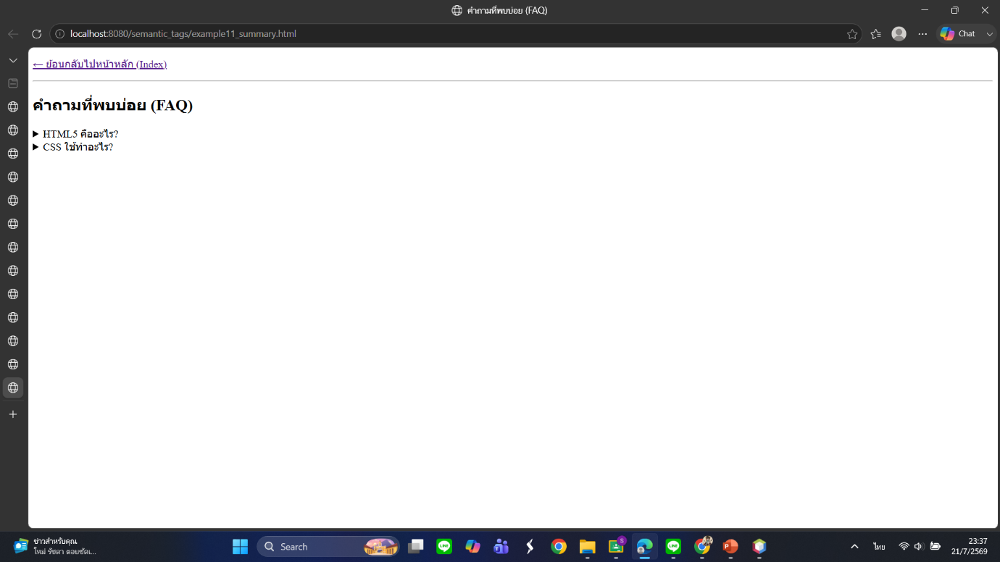 คำถามที่พบบ่อย (FAQ)
localhost:8080/semantic_tags/example11_summary.html
Chat
← ย้อนกลับไปหน้าหลัก (Index)
คำถามที่พบบ่อย (FAQ)
▶ HTML5 คืออะไร?
▶ CSS ใช้ทำอะไร?
ข่าวสำหรับคุณ
ใหม่ รัชดา ตอบชัดเ...
Search
LINE
LINE
S
P
ไทย
23:37
21/7/2569